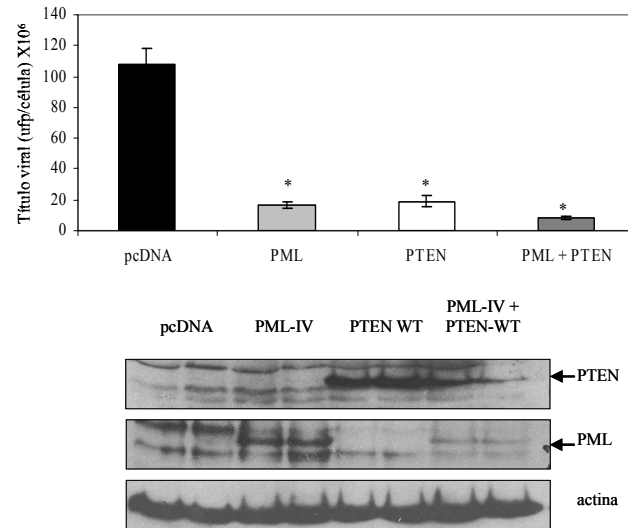 140
120
100
80
60
40
20
0
Título viral (ufp/célula) X10⁶
*
*
*
pcDNA PML PTEN PML + PTEN
pcDNA PML-IV PTEN WT PML-IV +
PTEN-WT
PTEN
PML
actina